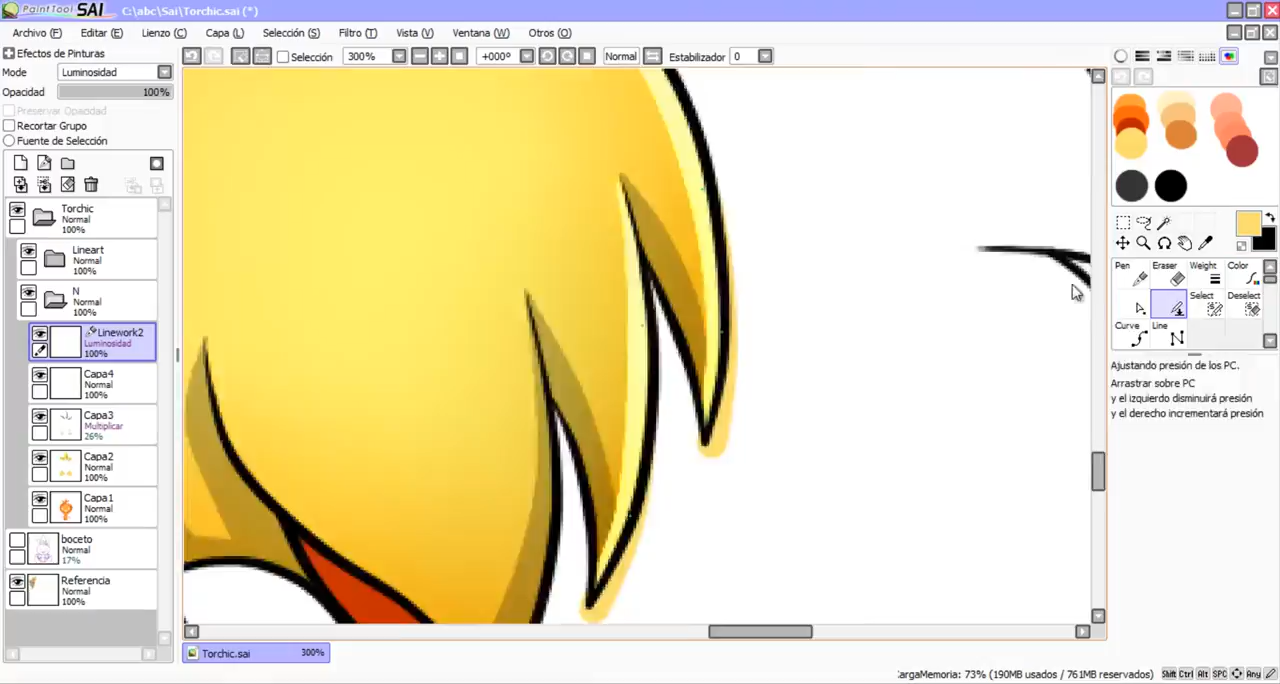 PaintTool SAI C:\abc\Sai\Torchic.sai (*)
Archivo (F) Editar (E) Lienzo (C) Capa (L) Selección (S) Filtro (T) Vista (V) Ventana (W) Otros (O)
Efectos de Pinturas
Selección 300% +000° Normal Estabilizador 0
Mode Luminosidad
Opacidad 100%
Preservar Opacidad
Recortar Grupo
Fuente de Selección
Torchic
Normal
100%
Lineart
Normal
100%
N
Normal
100%
Linework2
Luminosidad
100%
Capa4
Normal
100%
Capa3
Multiplicar
26%
Capa2
Normal
100%
Capa1
Normal
100%
boceto
Normal
17%
Referencia
Normal
100%
Pen Eraser Weight Color
Select Deselect
Curve Line
Ajustando presión de los PC.
Arrastrar sobre PC
y el izquierdo disminuirá presión
y el derecho incrementará presión
Torchic.sai 300%
CargaMemoria: 73% (190MB usados / 761MB reservados) Shift Ctrl Alt SPC Any